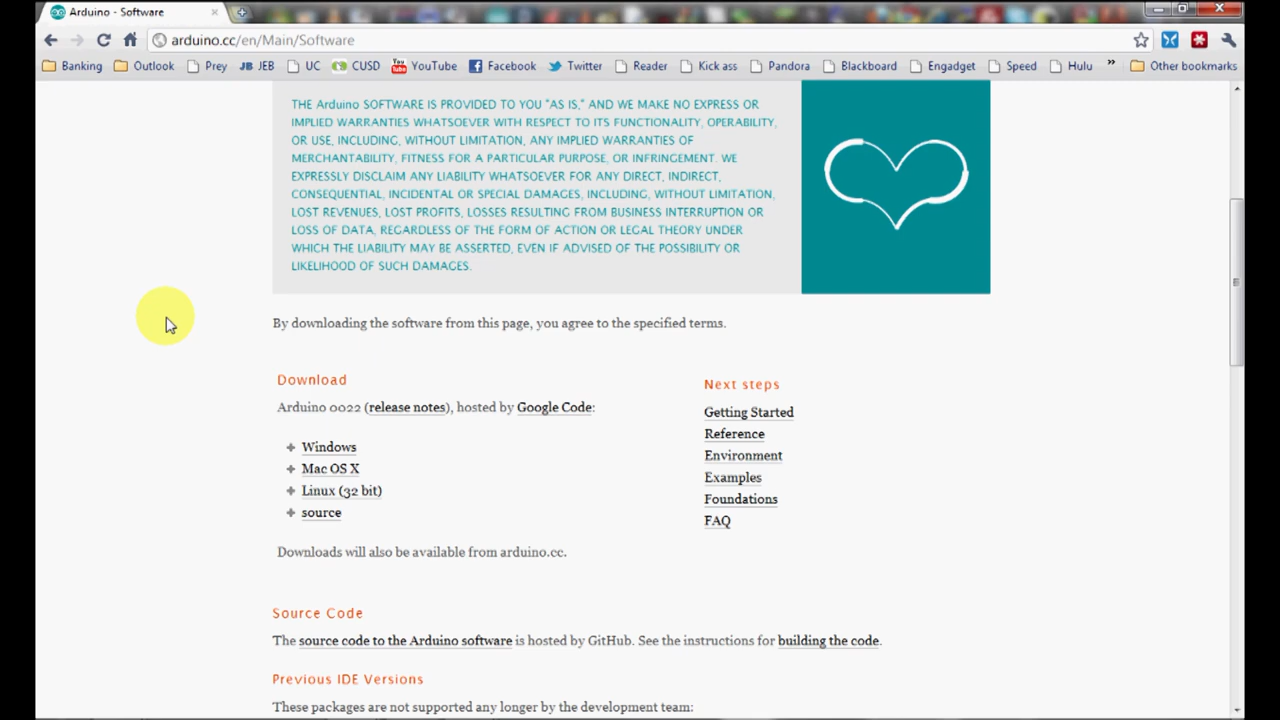 Arduino - Software
arduino.cc/en/Main/Software
Banking Outlook Prey JB JEB UC CUSD You Tube YouTube Facebook Twitter Reader Kick ass Pandora Blackboard Engadget Speed Hulu » Other bookmarks
THE Arduino SOFTWARE IS PROVIDED TO YOU "AS IS," AND WE MAKE NO EXPRESS OR
IMPLIED WARRANTIES WHATSOEVER WITH RESPECT TO ITS FUNCTIONALITY, OPERABILITY,
OR USE, INCLUDING, WITHOUT LIMITATION, ANY IMPLIED WARRANTIES OF
MERCHANTABILITY, FITNESS FOR A PARTICULAR PURPOSE, OR INFRINGEMENT. WE
EXPRESSLY DISCLAIM ANY LIABILITY WHATSOEVER FOR ANY DIRECT, INDIRECT,
CONSEQUENTIAL, INCIDENTAL OR SPECIAL DAMAGES, INCLUDING, WITHOUT LIMITATION,
LOST REVENUES, LOST PROFITS, LOSSES RESULTING FROM BUSINESS INTERRUPTION OR
LOSS OF DATA, REGARDLESS OF THE FORM OF ACTION OR LEGAL THEORY UNDER
WHICH THE LIABILITY MAY BE ASSERTED, EVEN IF ADVISED OF THE POSSIBILITY OR
LIKELIHOOD OF SUCH DAMAGES.
By downloading the software from this page, you agree to the specified terms.
Download
Arduino 0022 (release notes), hosted by Google Code:
Windows
Mac OS X
Linux (32 bit)
source
Downloads will also be available from arduino.cc.
Next steps
Getting Started
Reference
Environment
Examples
Foundations
FAQ
Source Code
The source code to the Arduino software is hosted by GitHub. See the instructions for building the code.
Previous IDE Versions
These packages are not supported any longer by the development team: